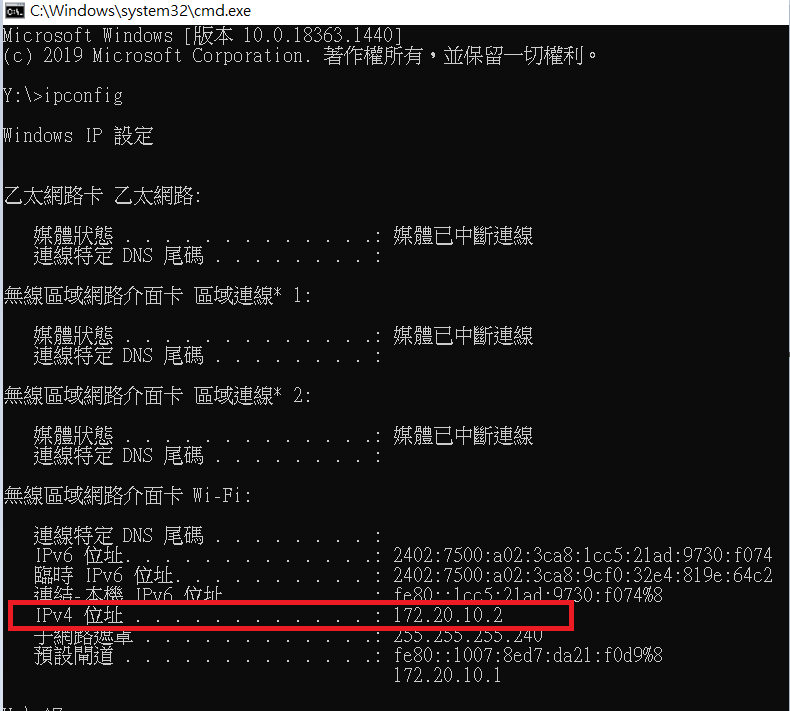 C:\Windows\system32\cmd.exe
Microsoft Windows [版本 10.0.18363.1440]
(c) 2019 Microsoft Corporation. 著作權所有，並保留一切權利。
Y:\>ipconfig
Windows IP 設定
乙太網路卡 乙太網路:
媒體狀態 . . . . . . . . . . . . .: 媒體已中斷連線
連線特定 DNS 尾碼 . . . . . . . . :
無線區域網路介面卡 區域連線* 1:
媒體狀態 . . . . . . . . . . . . .: 媒體已中斷連線
連線特定 DNS 尾碼 . . . . . . . . :
無線區域網路介面卡 區域連線* 2:
媒體狀態 . . . . . . . . . . . . .: 媒體已中斷連線
連線特定 DNS 尾碼 . . . . . . . . :
無線區域網路介面卡 Wi-Fi:
連線特定 DNS 尾碼 . . . . . . . . :
IPv6 位址. . . . . . . . . . . . .: 2402:7500:a02:3ca8:1cc5:21ad:9730:f074
臨時 IPv6 位址. . . . . . . . . . : 2402:7500:a02:3ca8:9cf0:32e4:819e:64c2
連結-本機 IPv6 位址 . . . . . . . : fe80::1cc5:21ad:9730:f074%8
IPv4 位址 . . . . . . . . . . . . : 172.20.10.2
子網路遮罩 . . . . . . . . . . . .: 255.255.255.240
預設閘道 . . . . . . . . . . . . .: fe80::1007:8ed7:da21:f0d9%8
172.20.10.1